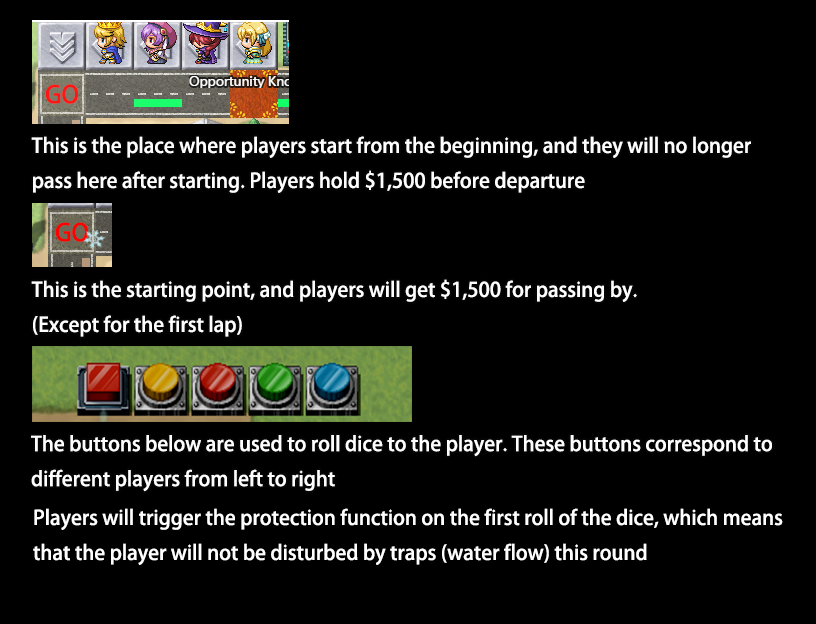 Opportunity Knc
GO
This is the place where players start from the beginning, and they will no longer
pass here after starting. Players hold $1,500 before departure
GO
This is the starting point, and players will get $1,500 for passing by.
(Except for the first lap)
The buttons below are used to roll dice to the player. These buttons correspond to
different players from left to right
Players will trigger the protection function on the first roll of the dice, which means
that the player will not be disturbed by traps (water flow) this round